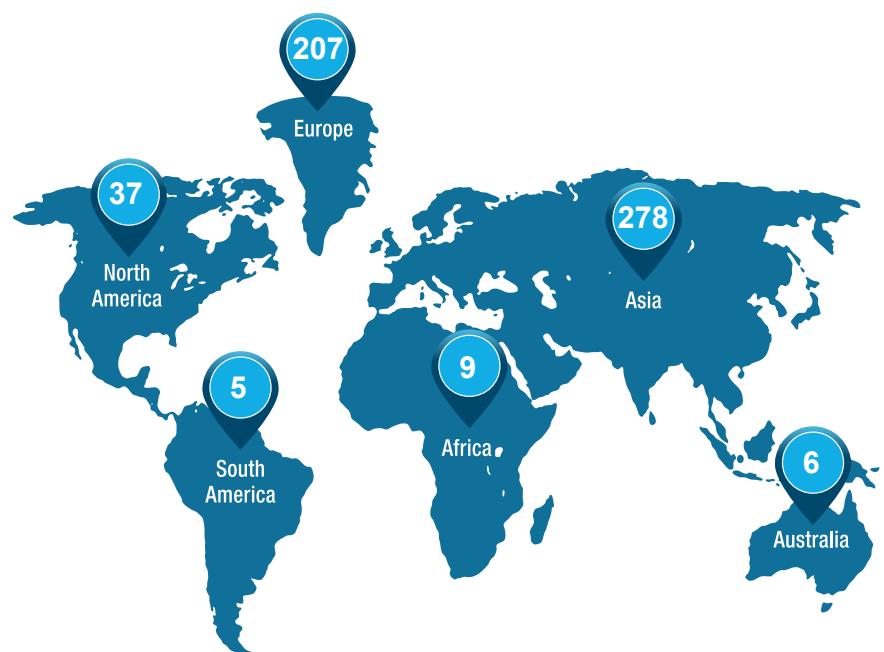 207
Europe
37
North
America
278
Asia
5
South
America
9
Africa
6
Australia